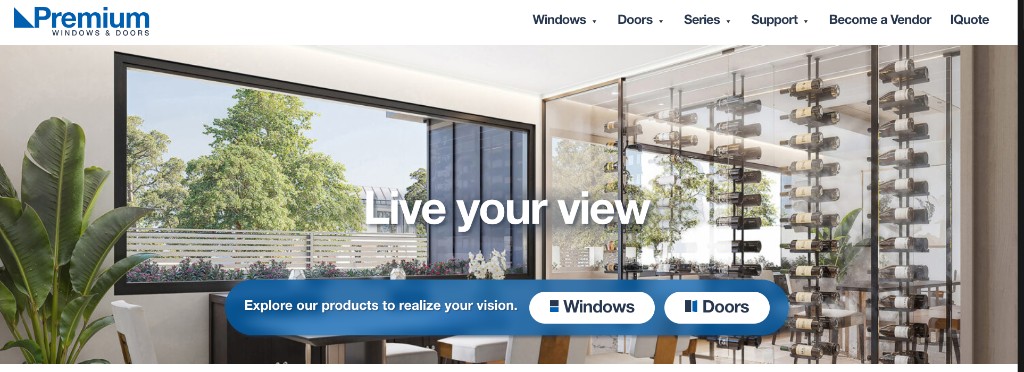 Premium
WINDOWS & DOORS
Windows
Doors
Series
Support
Become a Vendor
IQuote
Live your view
Explore our products to realize your vision.
Windows
Doors